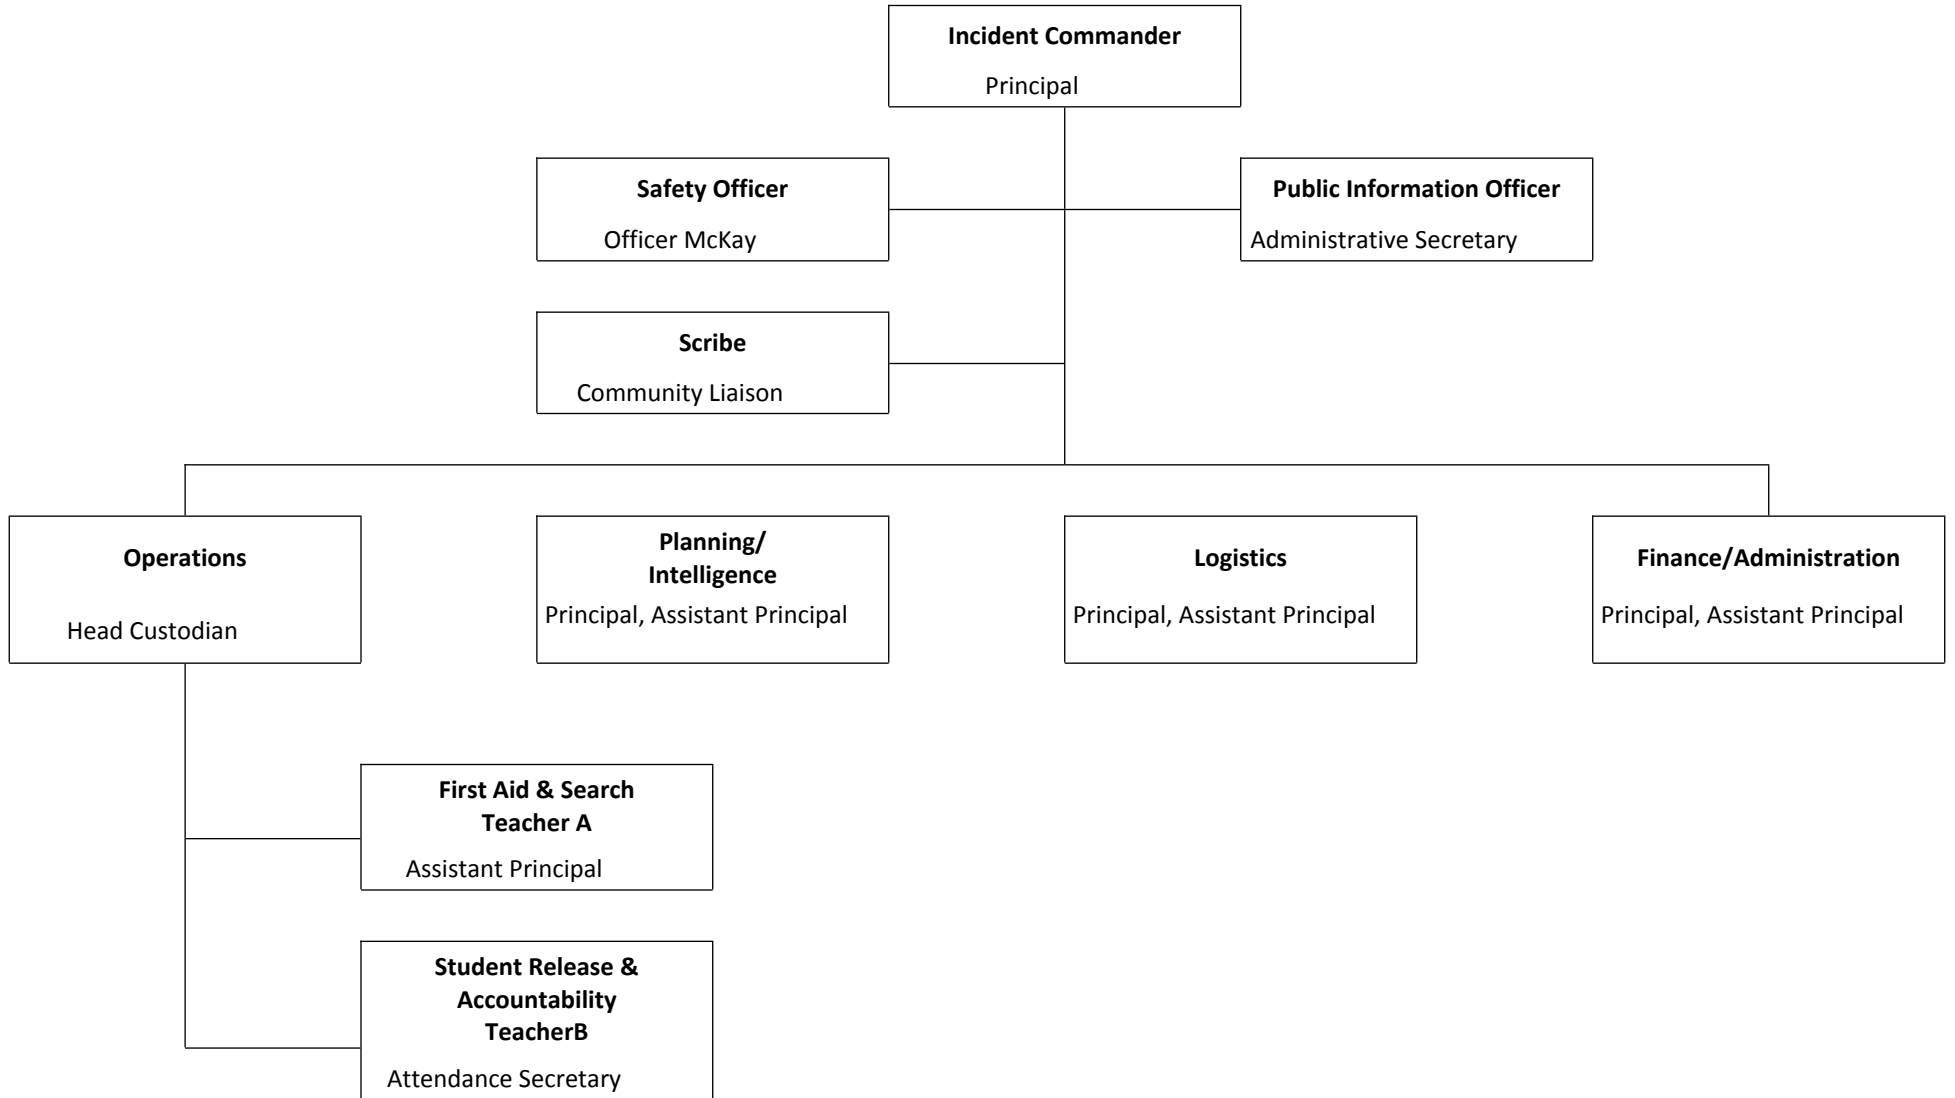 Incident Commander
Principal
Safety Officer
Officer McKay
Public Information Officer
Administrative Secretary
Scribe
Community Liaison
Operations
Head Custodian
Planning/
Intelligence
Principal, Assistant Principal
Logistics
Principal, Assistant Principal
Finance/Administration
Principal, Assistant Principal
First Aid & Search
Teacher A
Assistant Principal
Student Release &
Accountability
TeacherB
Attendance Secretary